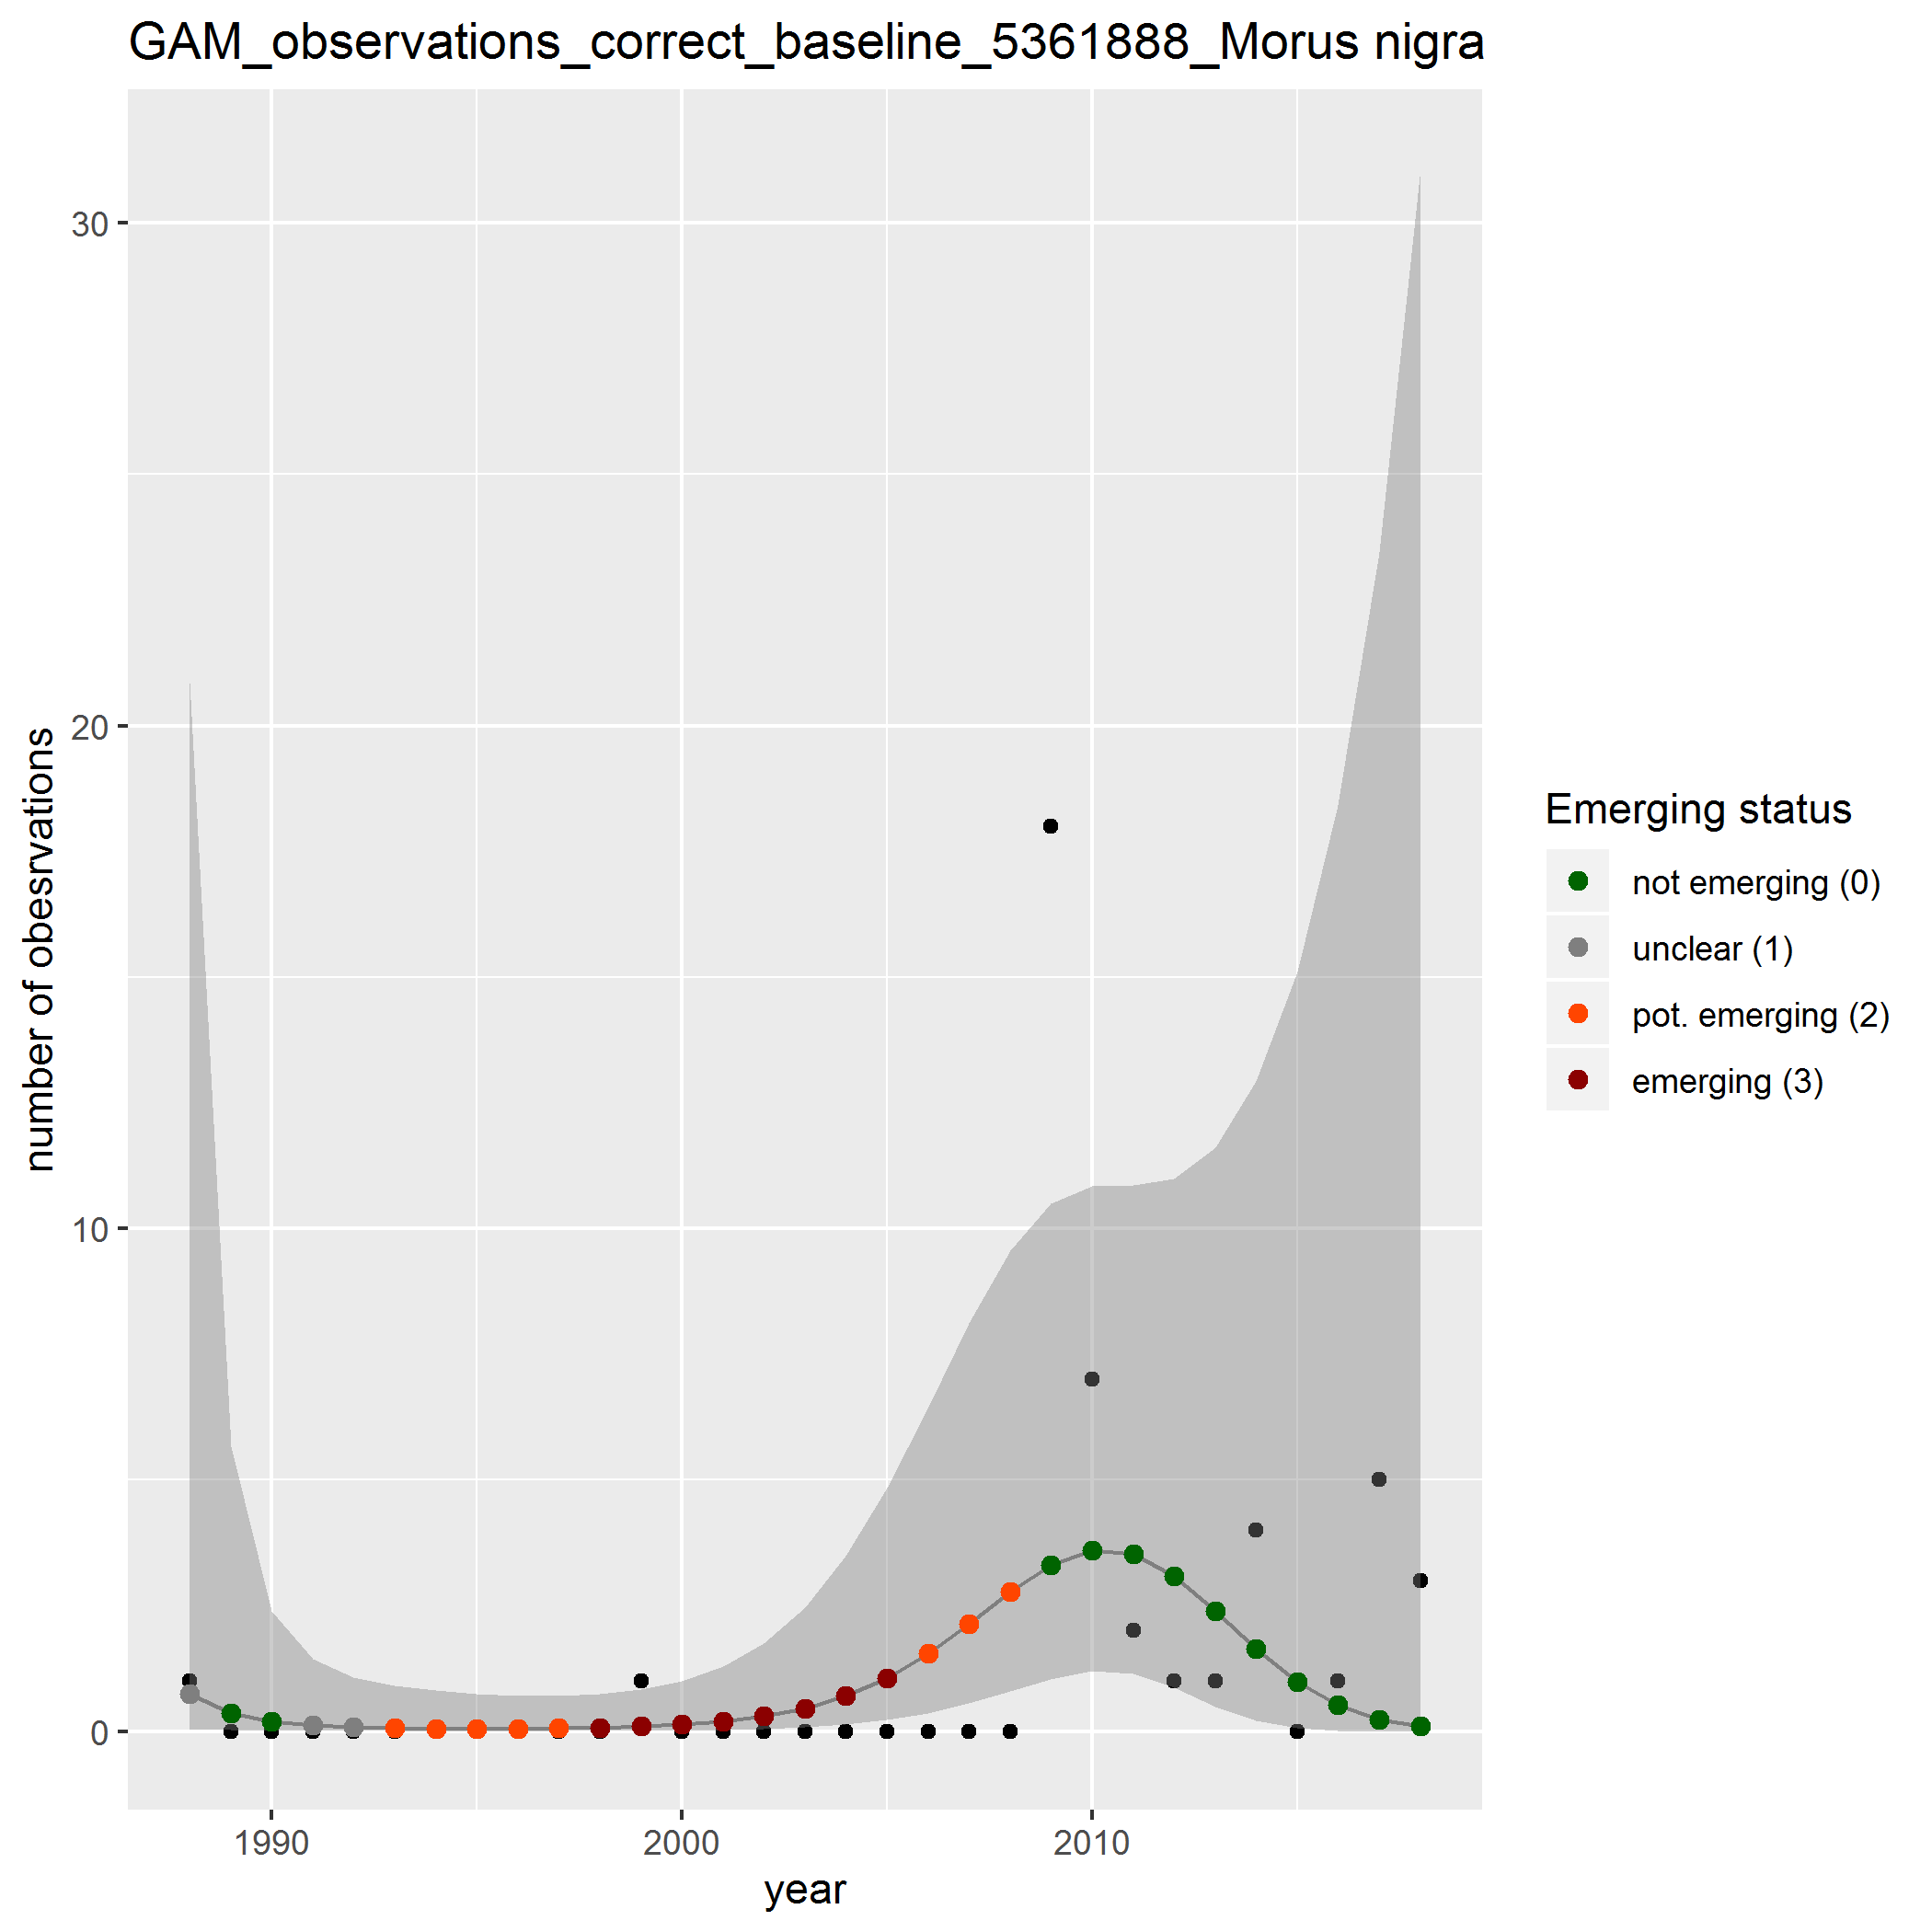 GAM_observations_correct_baseline_5361888_Morus nigra
30
20
10
0
number of obesrvations
1990
2000
2010
year
Emerging status
not emerging (0)
unclear (1)
pot. emerging (2)
emerging (3)